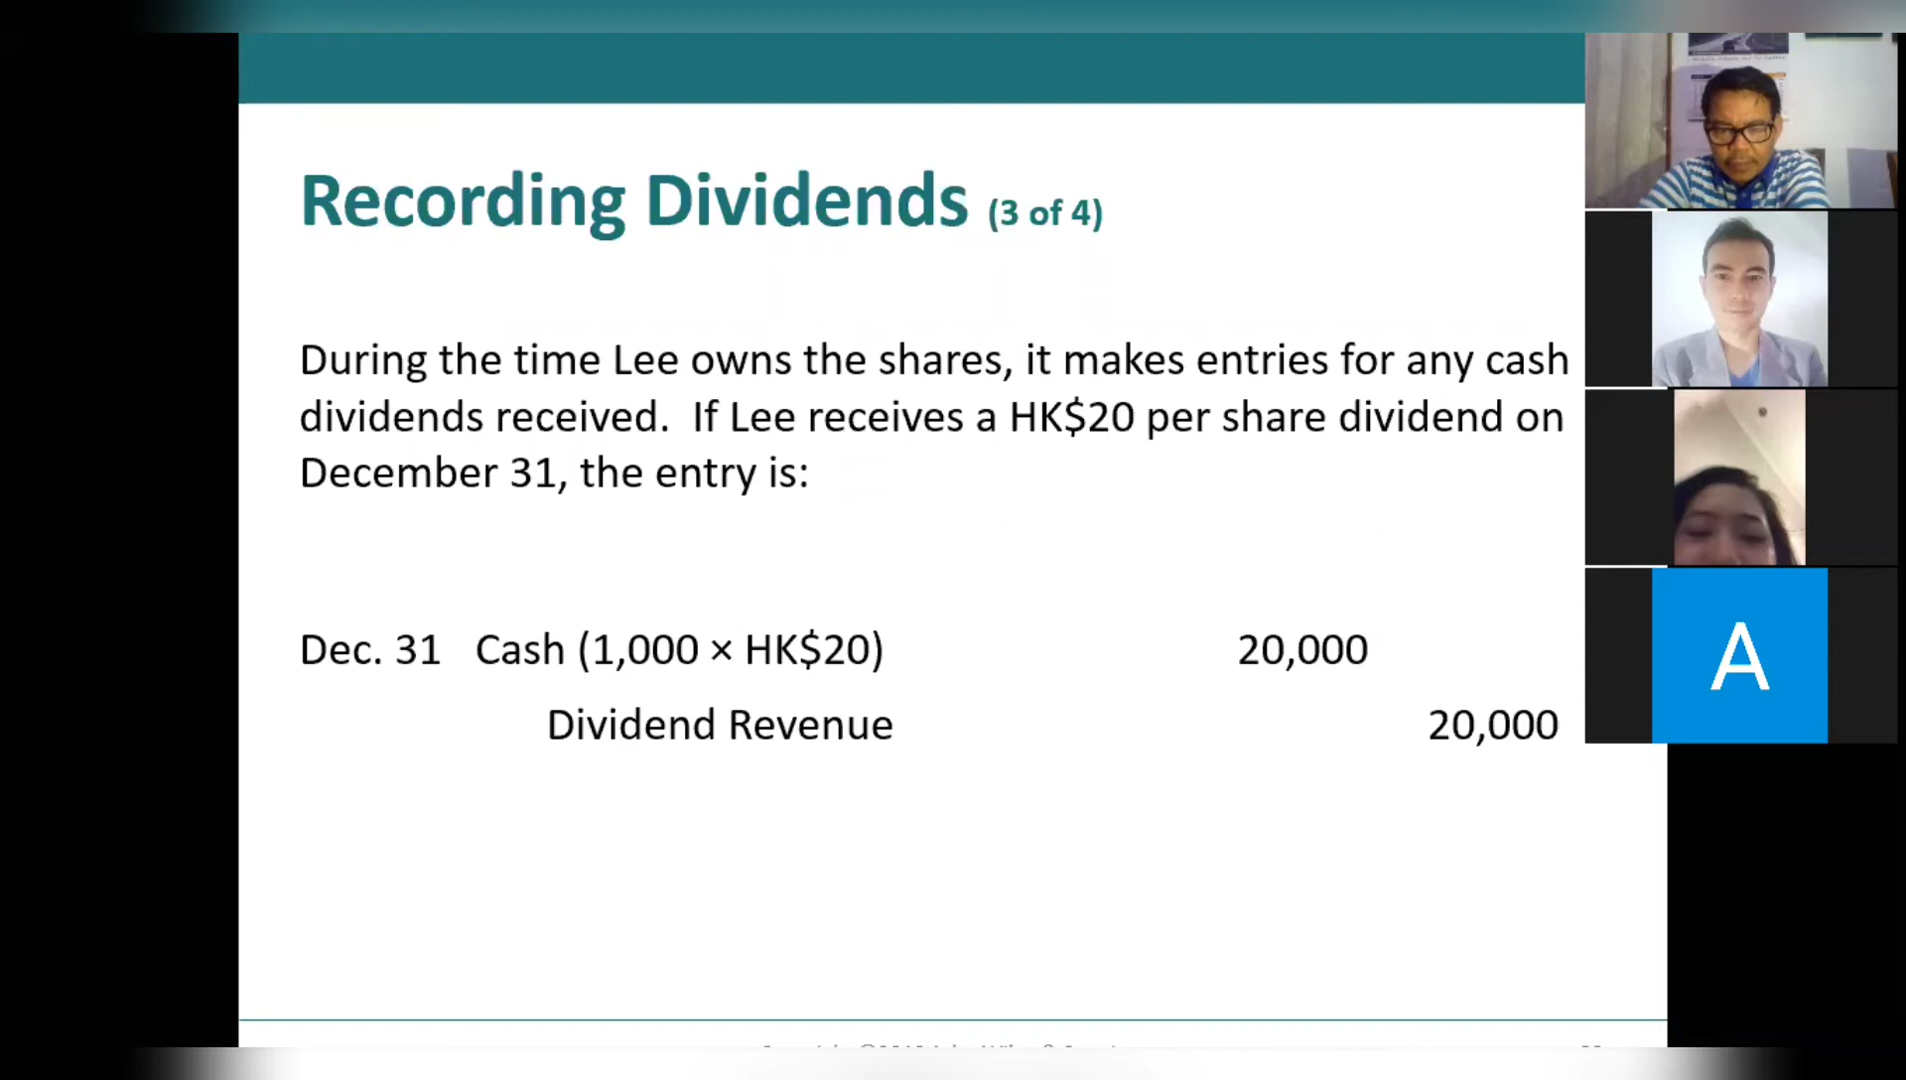 Recording Dividends (3 of 4)
During the time Lee owns the shares, it makes entries for any cash
dividends received. If Lee receives a HK$20 per share dividend on
December 31, the entry is:
Dec. 31 Cash (1,000 × HK$20) 20,000
Dividend Revenue 20,000
A